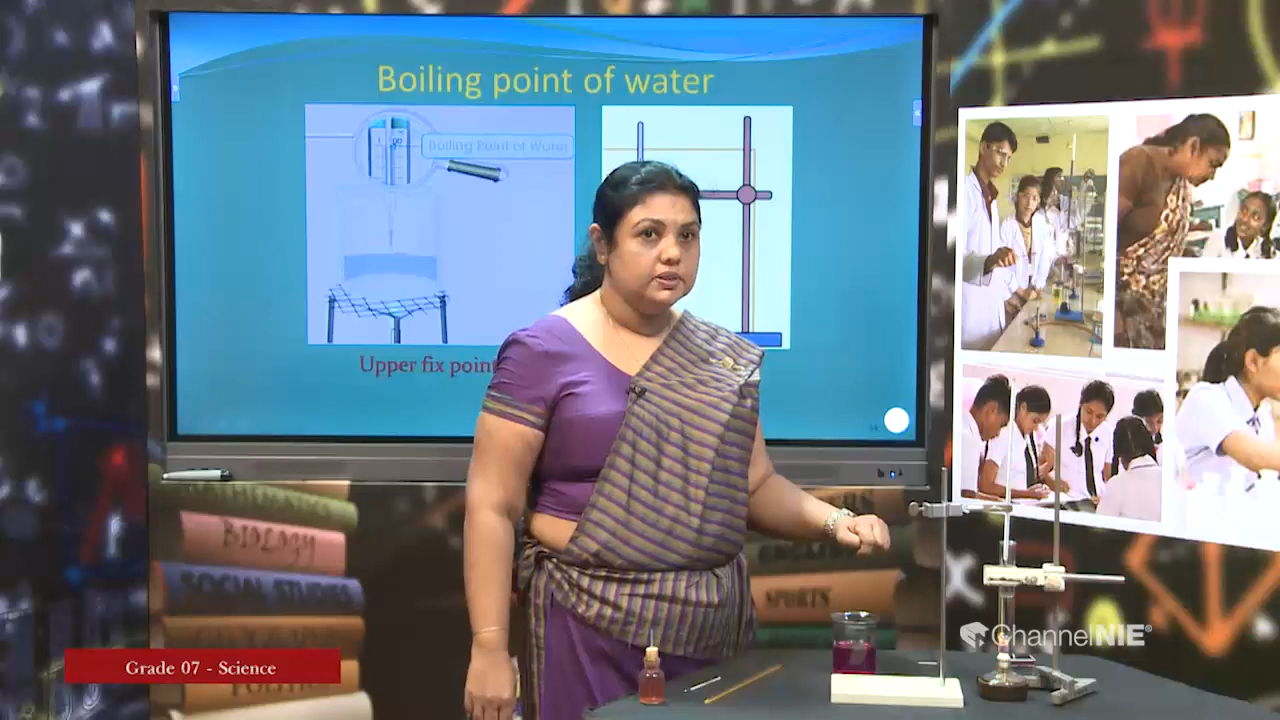 Boiling point of water
Boiling Point of Water
Upper fix point
BIOLOGY
SOCIAL STUDIES
SPORTS
ChannelNIE®
Grade 07 - Science